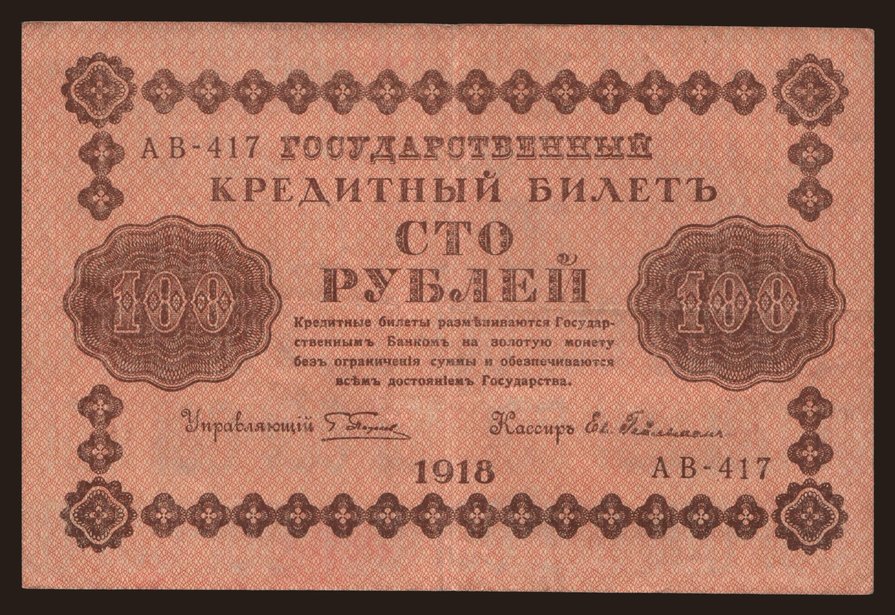 АВ-417 ГОСУДАРСТВЕННЫЙ
КРЕДИТНЫЙ БИЛЕТЪ
СТО
РУБЛЕЙ
100 100
Кредитные билеты размѣниваются Государ-
ственнымъ Банкомъ на золотую монету
безъ ограниченія суммы и обезпечиваются
всѣмъ достояніемъ Государства.
Управляющій Кассиръ
1918 АВ-417